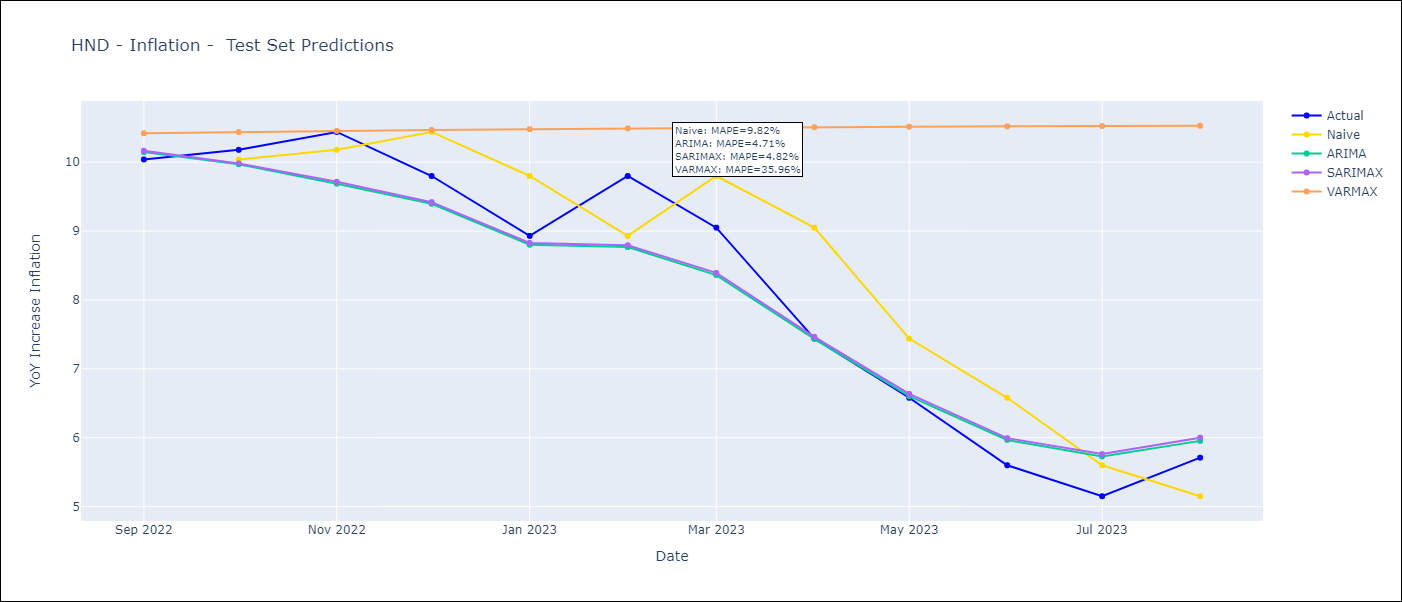 HND - Inflation -  Test Set Predictions
Actual
Naive
ARIMA
SARIMAX
VARMAX
Naive: MAPE=9.82%
ARIMA: MAPE=4.71%
SARIMAX: MAPE=4.82%
VARMAX: MAPE=35.96%
YoY Increase Inflation
10
9
8
7
6
5
Sep 2022
Nov 2022
Jan 2023
Mar 2023
May 2023
Jul 2023
Date